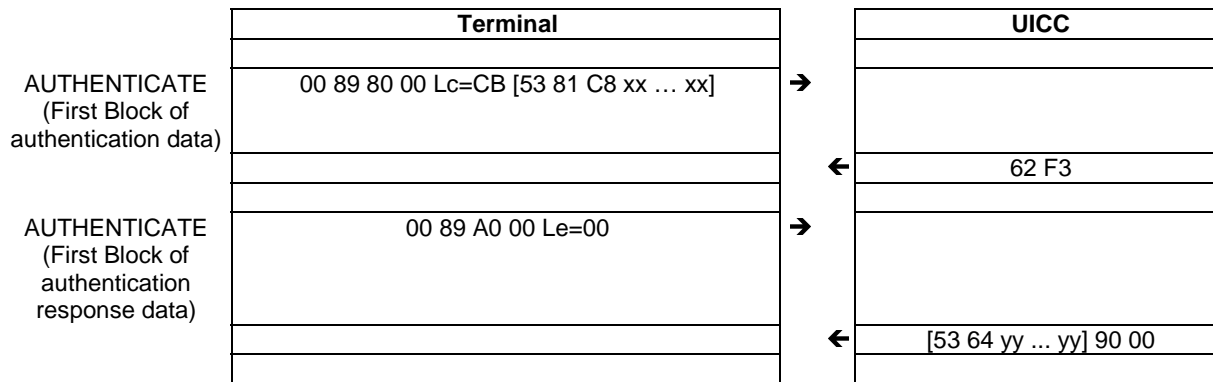 Terminal UICC
AUTHENTICATE
(First Block of
authentication data)
00 89 80 00 Lc=CB [53 81 C8 xx … xx] ➔
🡸 62 F3
AUTHENTICATE
(First Block of
authentication
response data)
00 89 A0 00 Le=00 ➔
🡸 [53 64 yy ... yy] 90 00